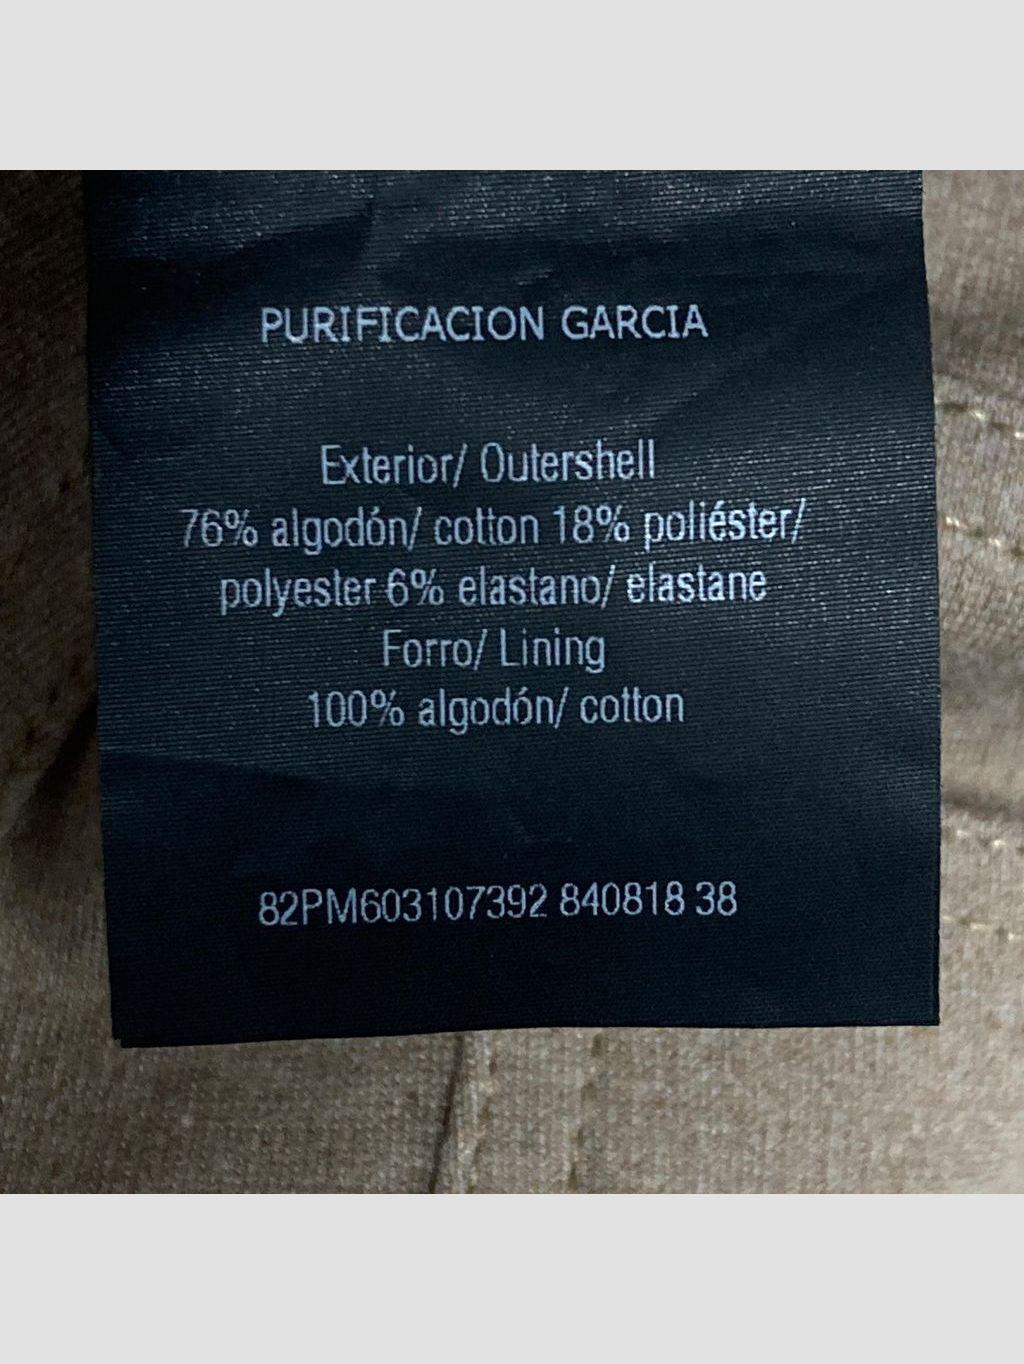 PURIFICACION GARCIA
Exterior/ Outershell
76% algodón/ cotton 18% poliéster/
polyester 6% elastano/ elastane
Forro/ Lining
100% algodón/ cotton
82PM603107392 840818 38